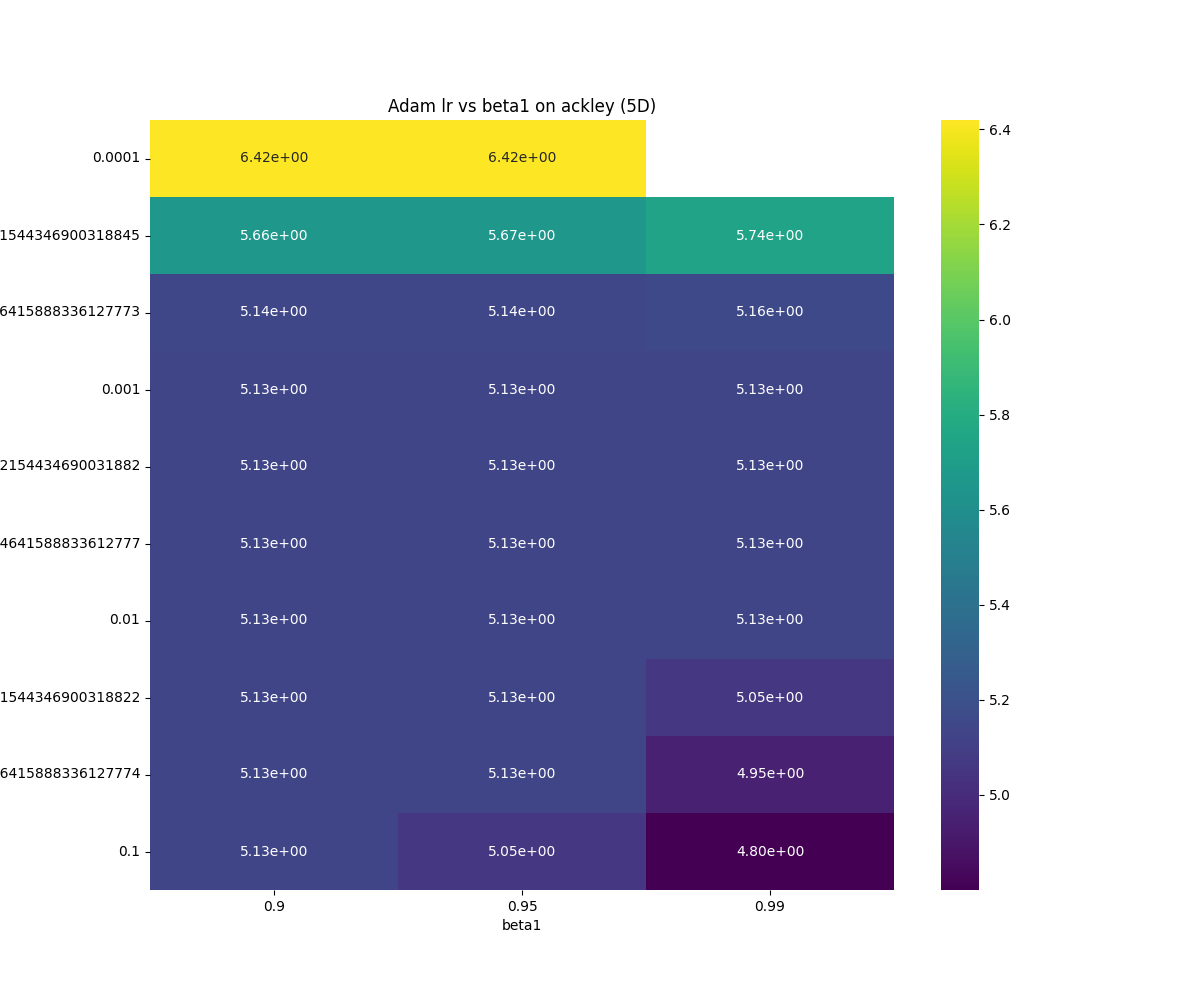 Adam lr vs beta1 on ackley (5D)
0.0001 6.42e+00 6.42e+00
1544346900318845 5.66e+00 5.67e+00 5.74e+00
6415888336127773 5.14e+00 5.14e+00 5.16e+00
0.001 5.13e+00 5.13e+00 5.13e+00
2154434690031882 5.13e+00 5.13e+00 5.13e+00
4641588833612777 5.13e+00 5.13e+00 5.13e+00
0.01 5.13e+00 5.13e+00 5.13e+00
1544346900318822 5.13e+00 5.13e+00 5.05e+00
6415888336127774 5.13e+00 5.13e+00 4.95e+00
0.1 5.13e+00 5.05e+00 4.80e+00
0.9 0.95 0.99
beta1
6.4
6.2
6.0
5.8
5.6
5.4
5.2
5.0